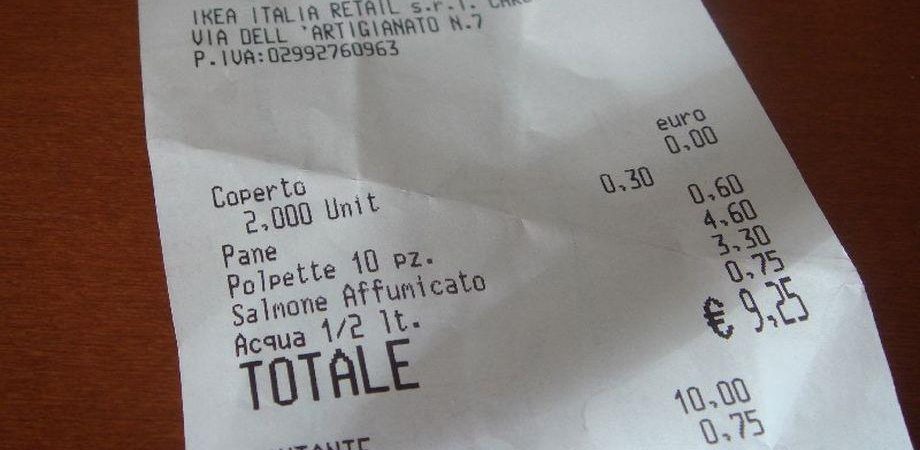 IKEA ITALIA RETAIL s.r.l.
VIA DELL 'ARTIGIANATO N.7
P.IVA:02992760963
euro
Coperto 0,00
2,000 Unit 0,30
Pane 0,60
Polpette 10 pz. 4,60
Salmone Affumicato 3,30
Acqua 1/2 lt. 0,75
TOTALE € 9,25
10,00
0,75